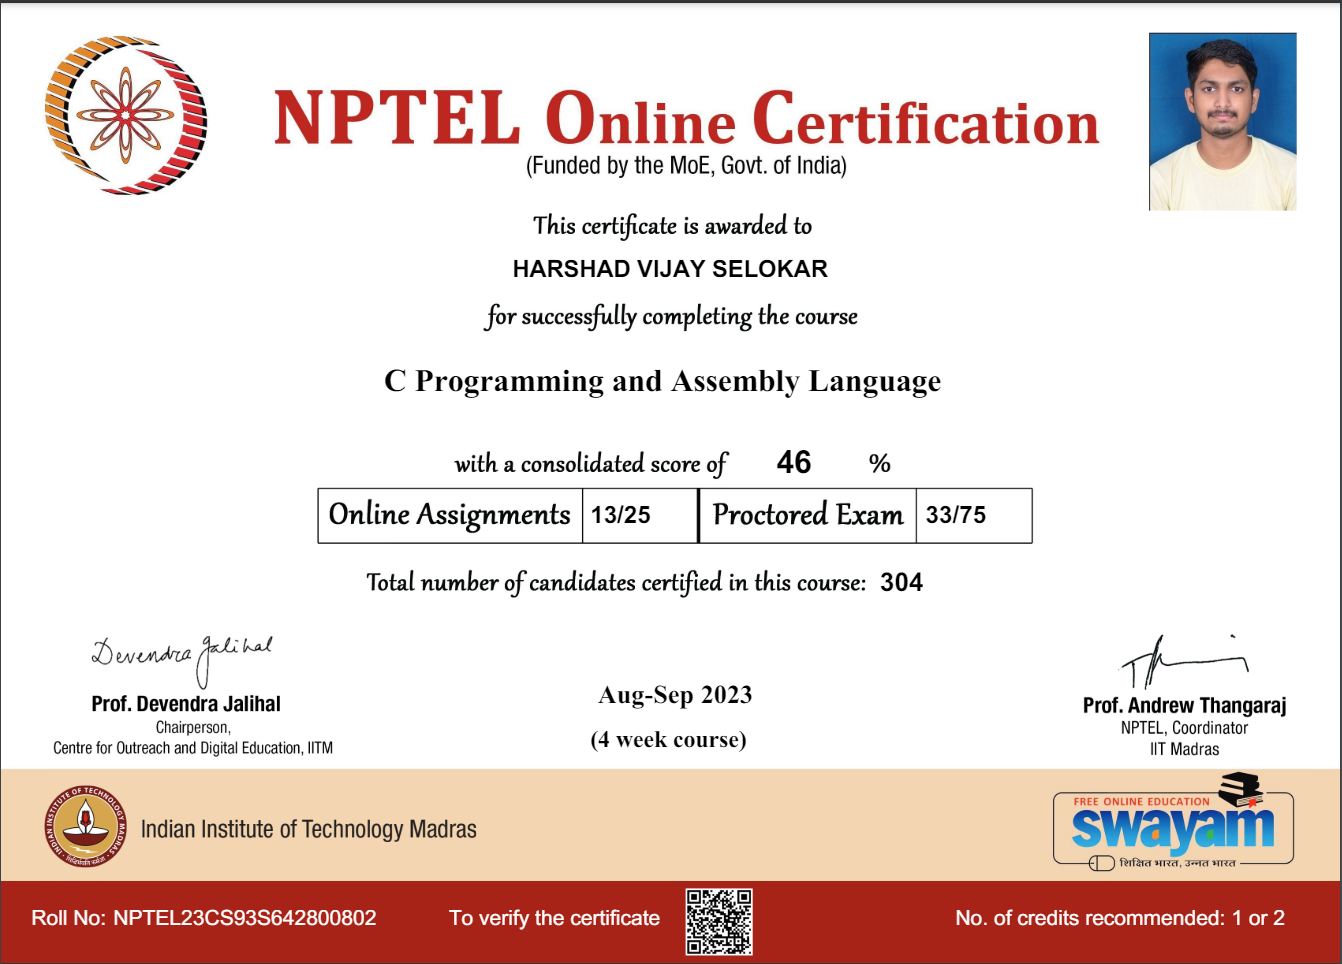 NPTEL Online Certification
(Funded by the MoE, Govt. of India)
This certificate is awarded to
HARSHAD VIJAY SELOKAR
for successfully completing the course
C Programming and Assembly Language
with a consolidated score of 46 %
Online Assignments 13/25 Proctored Exam 33/75
Total number of candidates certified in this course: 304
Devendra Jalihal
Prof. Devendra Jalihal
Chairperson,
Centre for Outreach and Digital Education, IITM
Aug-Sep 2023
(4 week course)
Prof. Andrew Thangaraj
NPTEL, Coordinator
IIT Madras
INDIAN INSTITUTE OF TECHNOLOGY MADRAS
Indian Institute of Technology Madras
FREE ONLINE EDUCATION
swayam
शिक्षित भारत, उन्नत भारत
Roll No: NPTEL23CS93S642800802
To verify the certificate
No. of credits recommended: 1 or 2